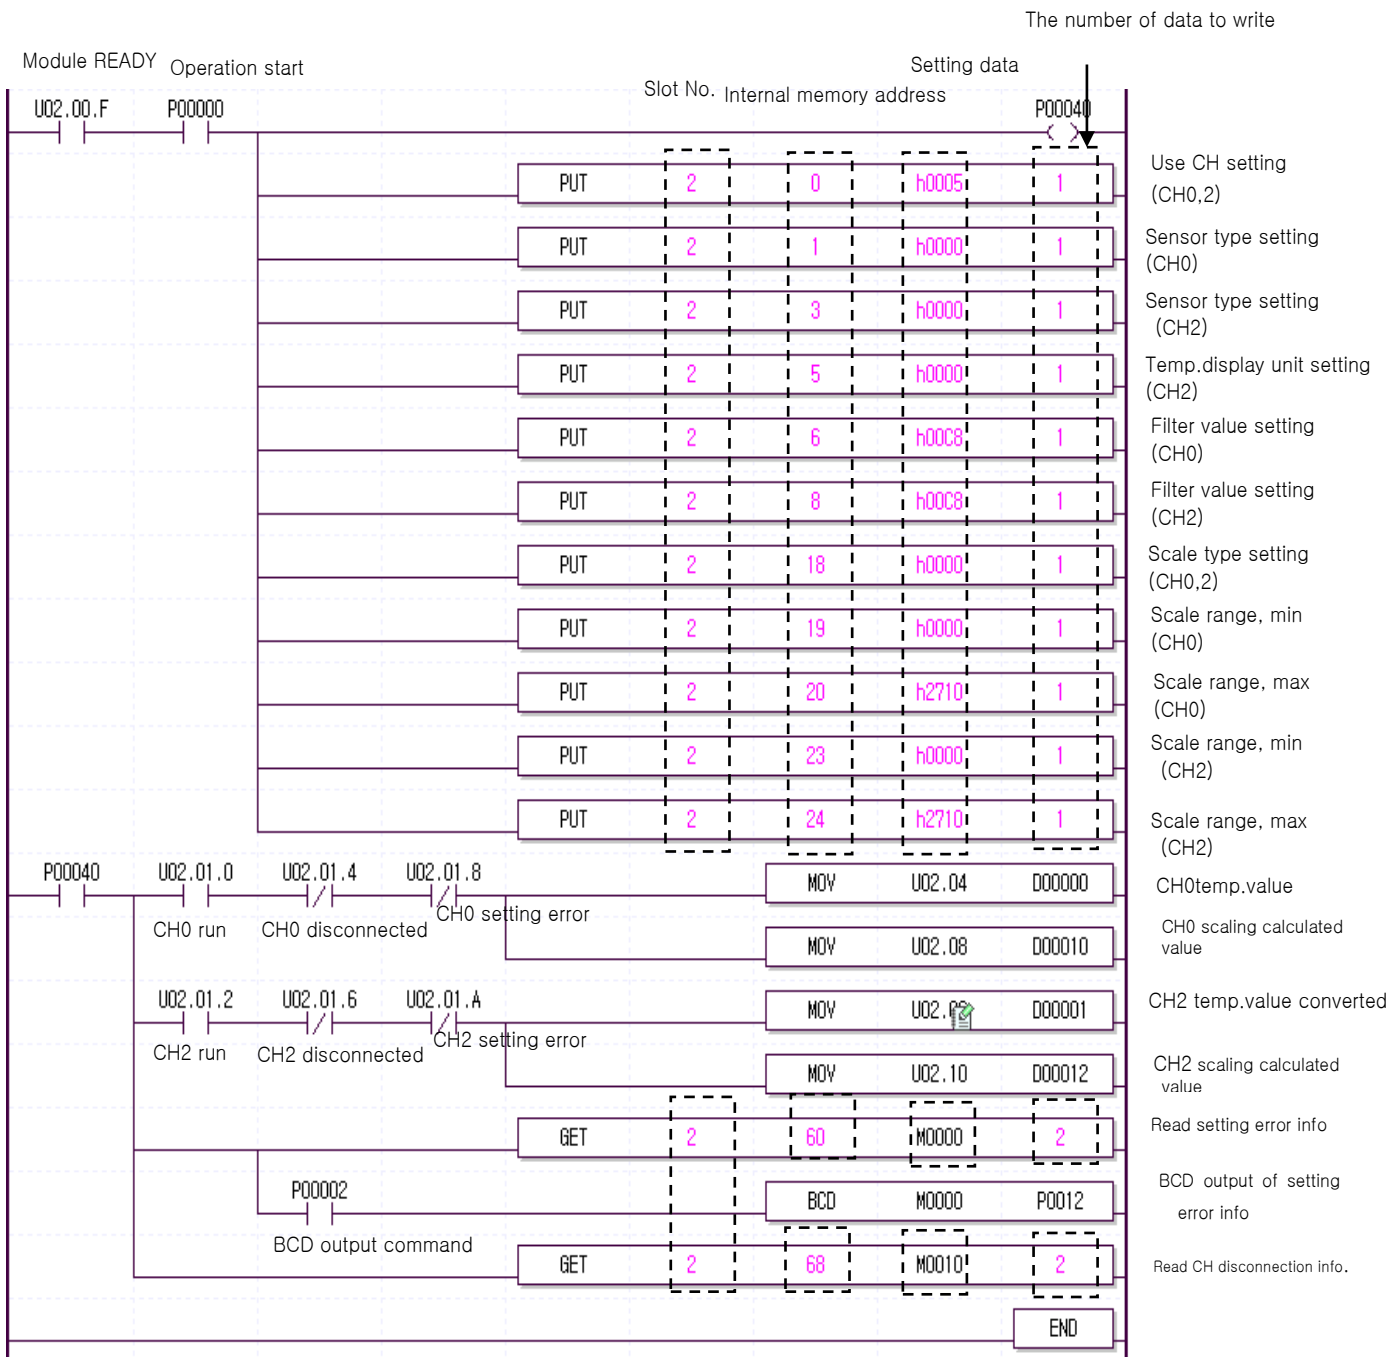 The number of data to write
Module READY Operation start Setting data
Slot No. Internal memory address
U02.00.F P00000 P00040
PUT 2 0 h0005 1 Use CH setting
(CH0,2)
PUT 2 1 h0000 1 Sensor type setting
(CH0)
PUT 2 3 h0000 1 Sensor type setting
(CH2)
PUT 2 5 h0000 1 Temp.display unit setting
(CH2)
PUT 2 6 h00C8 1 Filter value setting
(CH0)
PUT 2 8 h00C8 1 Filter value setting
(CH2)
PUT 2 18 h0000 1 Scale type setting
(CH0,2)
PUT 2 19 h0000 1 Scale range, min
(CH0)
PUT 2 20 h2710 1 Scale range, max
(CH0)
PUT 2 23 h0000 1 Scale range, min
(CH2)
PUT 2 24 h2710 1 Scale range, max
(CH2)
P00040 U02.01.0 U02.01.4 U02.01.8 MOV U02.04 D00000 CH0temp.value
CH0 run CH0 disconnected CH0 setting error
MOV U02.08 D00010 CH0 scaling calculated
value
U02.01.2 U02.01.6 U02.01.A MOV D00001 CH2 temp.value converted
CH2 run CH2 disconnected CH2 setting error
MOV U02.10 D00012 CH2 scaling calculated
value
GET 2 60 M0000 2 Read setting error info
P00002 BCD M0000 P0012 BCD output of setting
error info
BCD output command
GET 2 68 M0010 2 Read CH disconnection info.
END